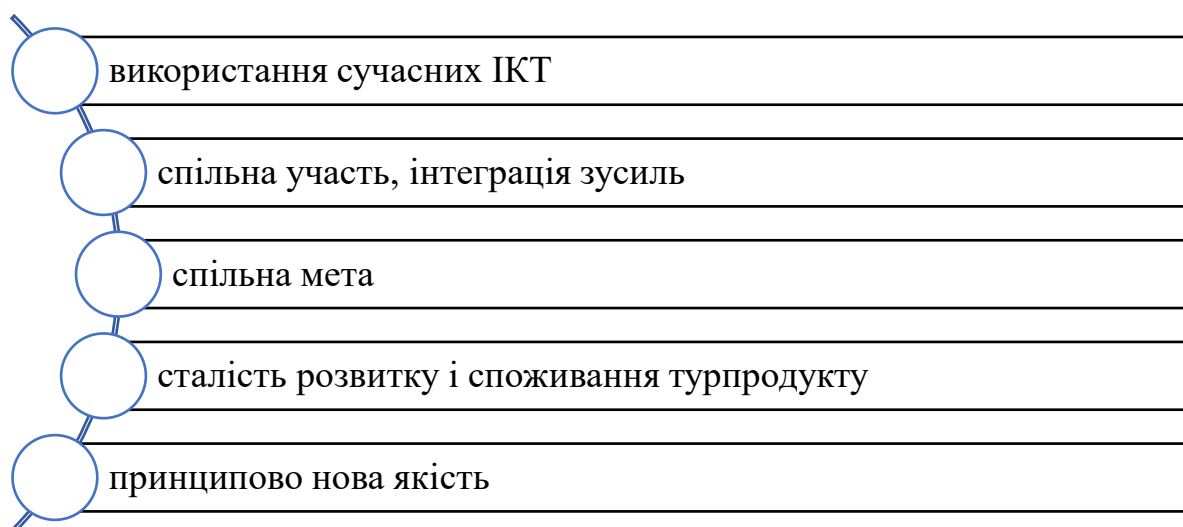 використання сучасних ІКТ
спільна участь, інтеграція зусиль
спільна мета
сталість розвитку і споживання турпродукту
принципово нова якість